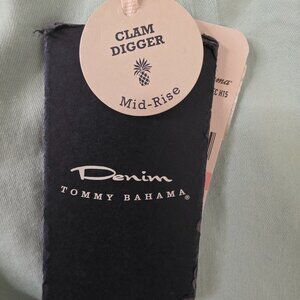 CLAM
DIGGER
Mid-Rise
Denim
TOMMY BAHAMA®